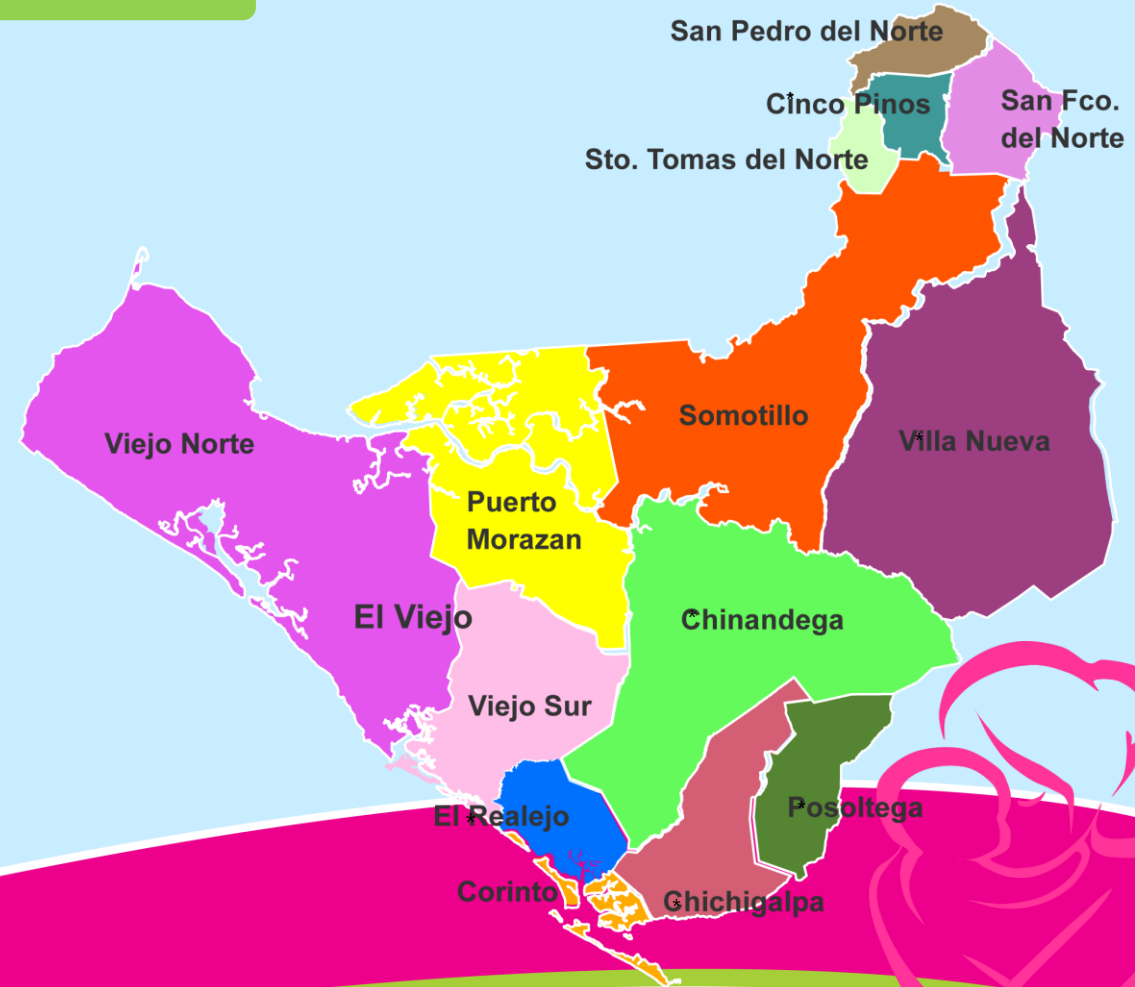 San Pedro del Norte
Cinco Pinos
San Fco.
del Norte
Sto. Tomas del Norte
Somotillo
Viejo Norte
Villa Nueva
Puerto
Morazan
El Viejo
Chinandega
Viejo Sur
El Realejo
Posoltega
Corinto
Chichigalpa